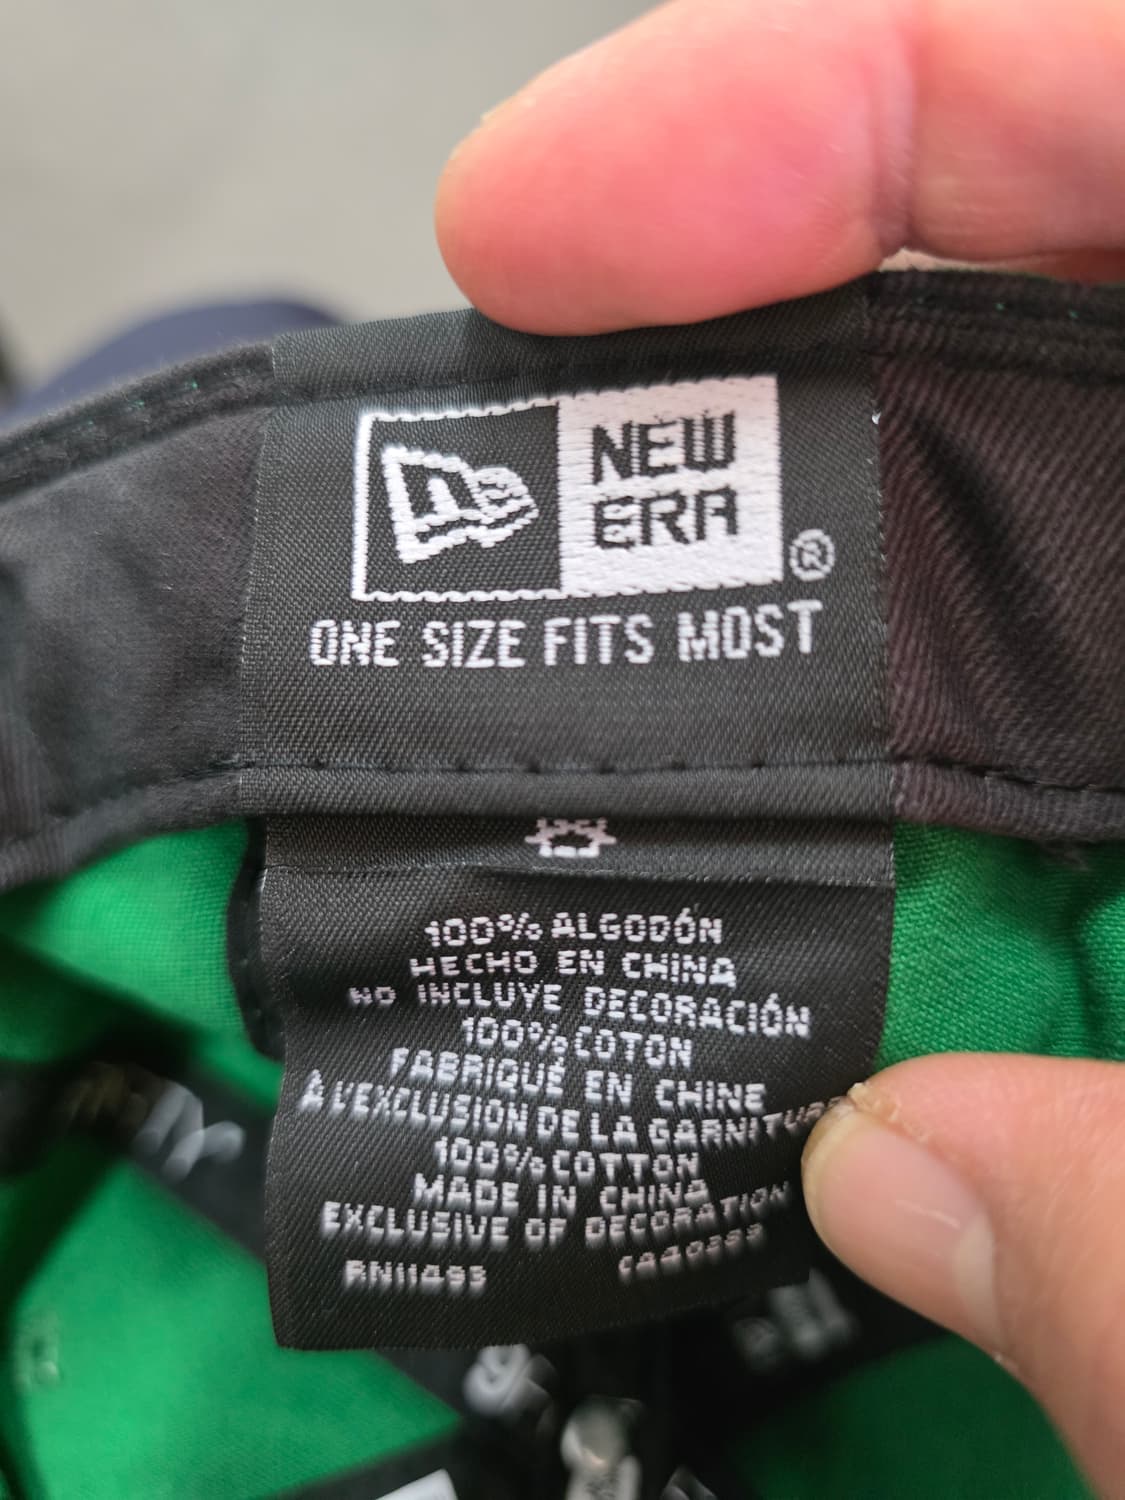 NEW
ERA
®
ONE SIZE FITS MOST
100% ALGODÓN
HECHO EN CHINA
NO INCLUYE DECORACIÓN
100% COTON
FABRIQUÉ EN CHINE
À L'EXCLUSION DE LA GARNITURE
100% COTTON
MADE IN CHINA
EXCLUSIVE OF DECORATION
RN11493